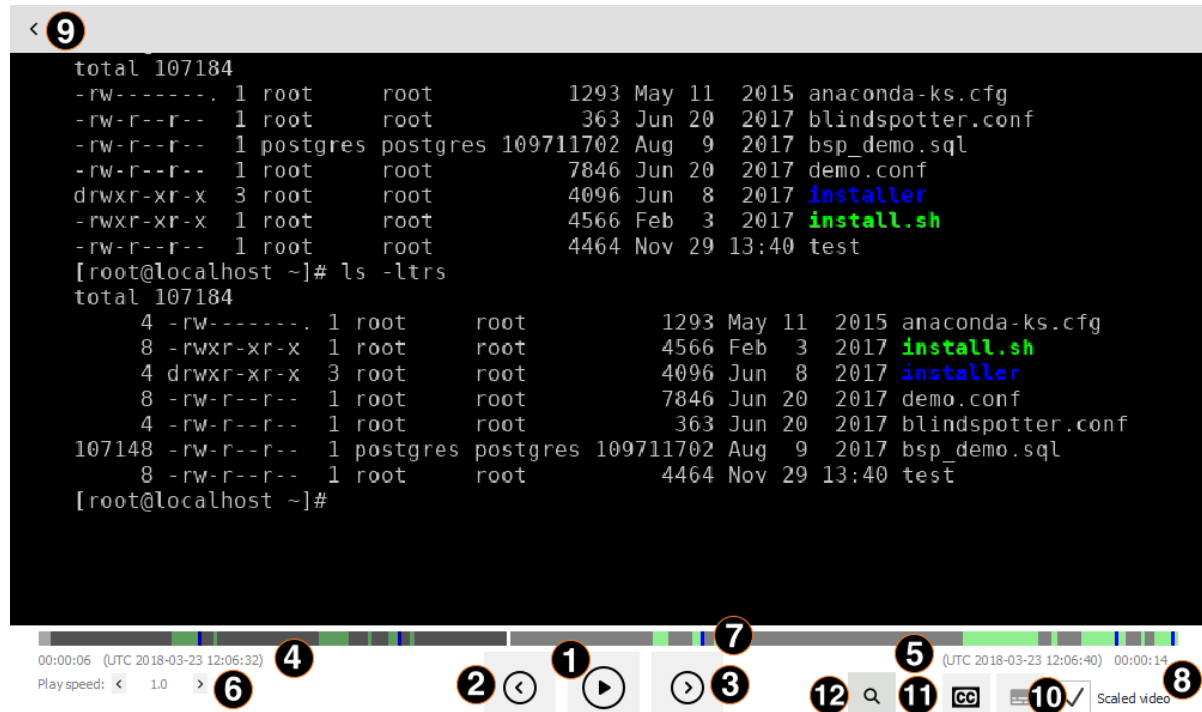 9
total 107184
-rw-------. 1 root root 1293 May 11 2015 anaconda-ks.cfg
-rw-r--r-- 1 root root 363 Jun 20 2017 blindspotter.conf
-rw-r--r-- 1 postgres postgres 109711702 Aug 9 2017 bsp_demo.sql
-rw-r--r-- 1 root root 7846 Jun 20 2017 demo.conf
drwxr-xr-x 3 root root 4096 Jun 8 2017 installer
-rwxr-xr-x 1 root root 4566 Feb 3 2017 install.sh
-rw-r--r-- 1 root root 4464 Nov 29 13:40 test
[root@localhost ~]# ls -ltrs
total 107184
4 -rw-------. 1 root root 1293 May 11 2015 anaconda-ks.cfg
8 -rwxr-xr-x 1 root root 4566 Feb 3 2017 install.sh
4 drwxr-xr-x 3 root root 4096 Jun 8 2017 installer
8 -rw-r--r-- 1 root root 7846 Jun 20 2017 demo.conf
4 -rw-r--r-- 1 root root 363 Jun 20 2017 blindspotter.conf
107148 -rw-r--r-- 1 postgres postgres 109711702 Aug 9 2017 bsp_demo.sql
8 -rw-r--r-- 1 root root 4464 Nov 29 13:40 test
[root@localhost ~]#
7
00:00:06 (UTC 2018-03-23 12:06:32) 4 1 5 (UTC 2018-03-23 12:06:40) 00:00:14
Play speed: < 1.0 > 6 2 3 12 11 CC 10 Scaled video 8